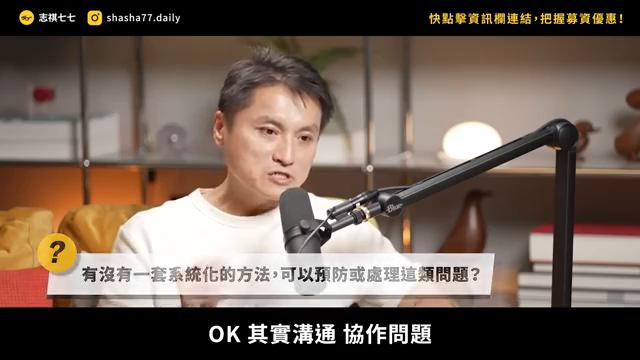 志祺七七
shasha77.daily
快點擊資訊欄連結,把握募資優惠!
?
有沒有一套系統化的方法,可以預防或處理這類問題?
Blue
OK 其實溝通 協作問題